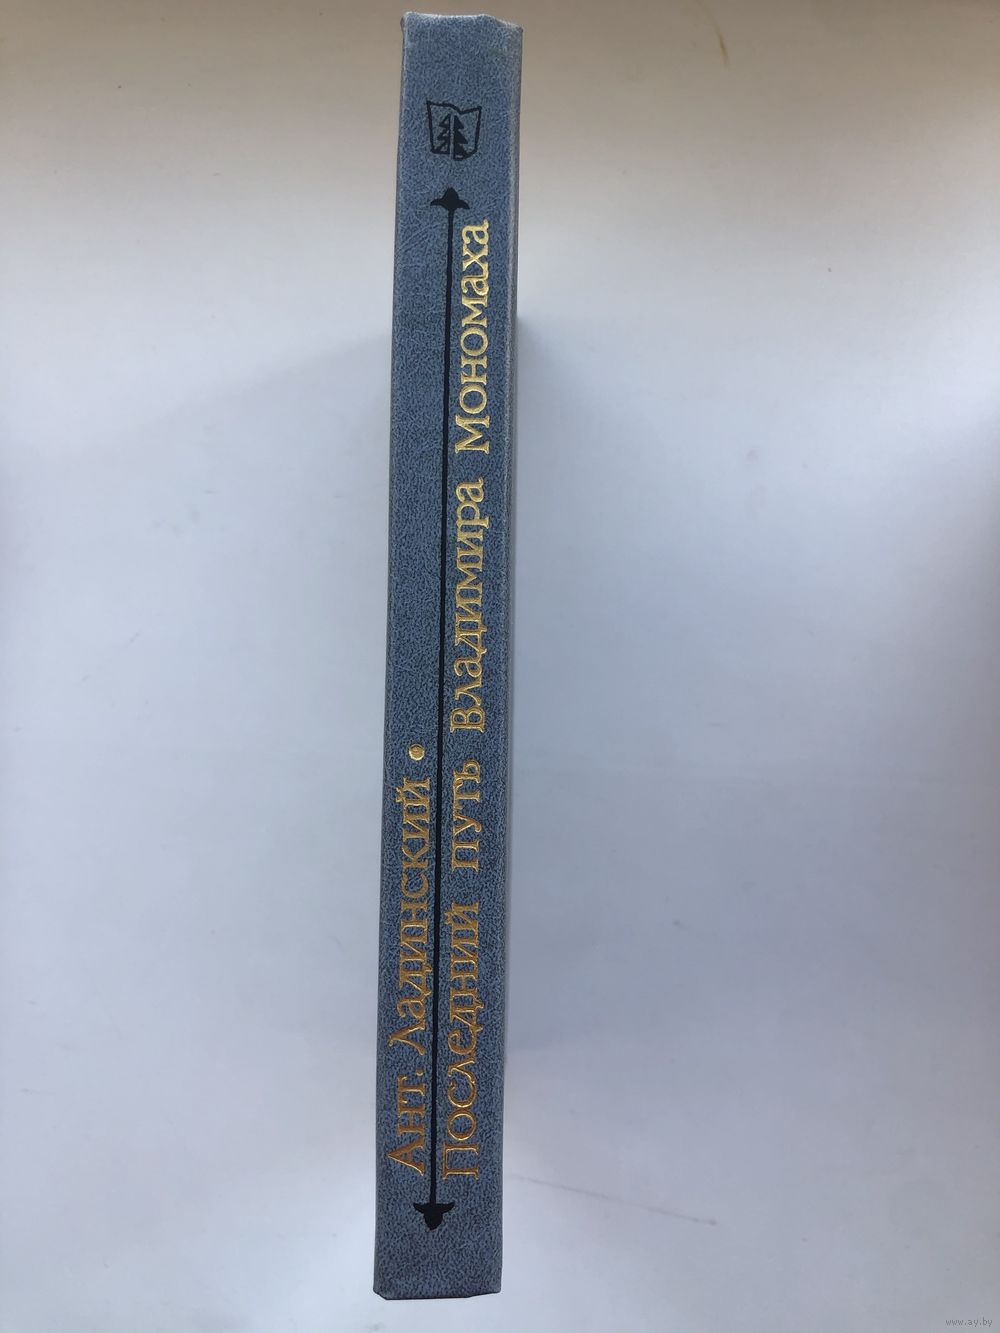 Ант. Ладинский •
Последний путь Владимира Мономаха
www.ay.by